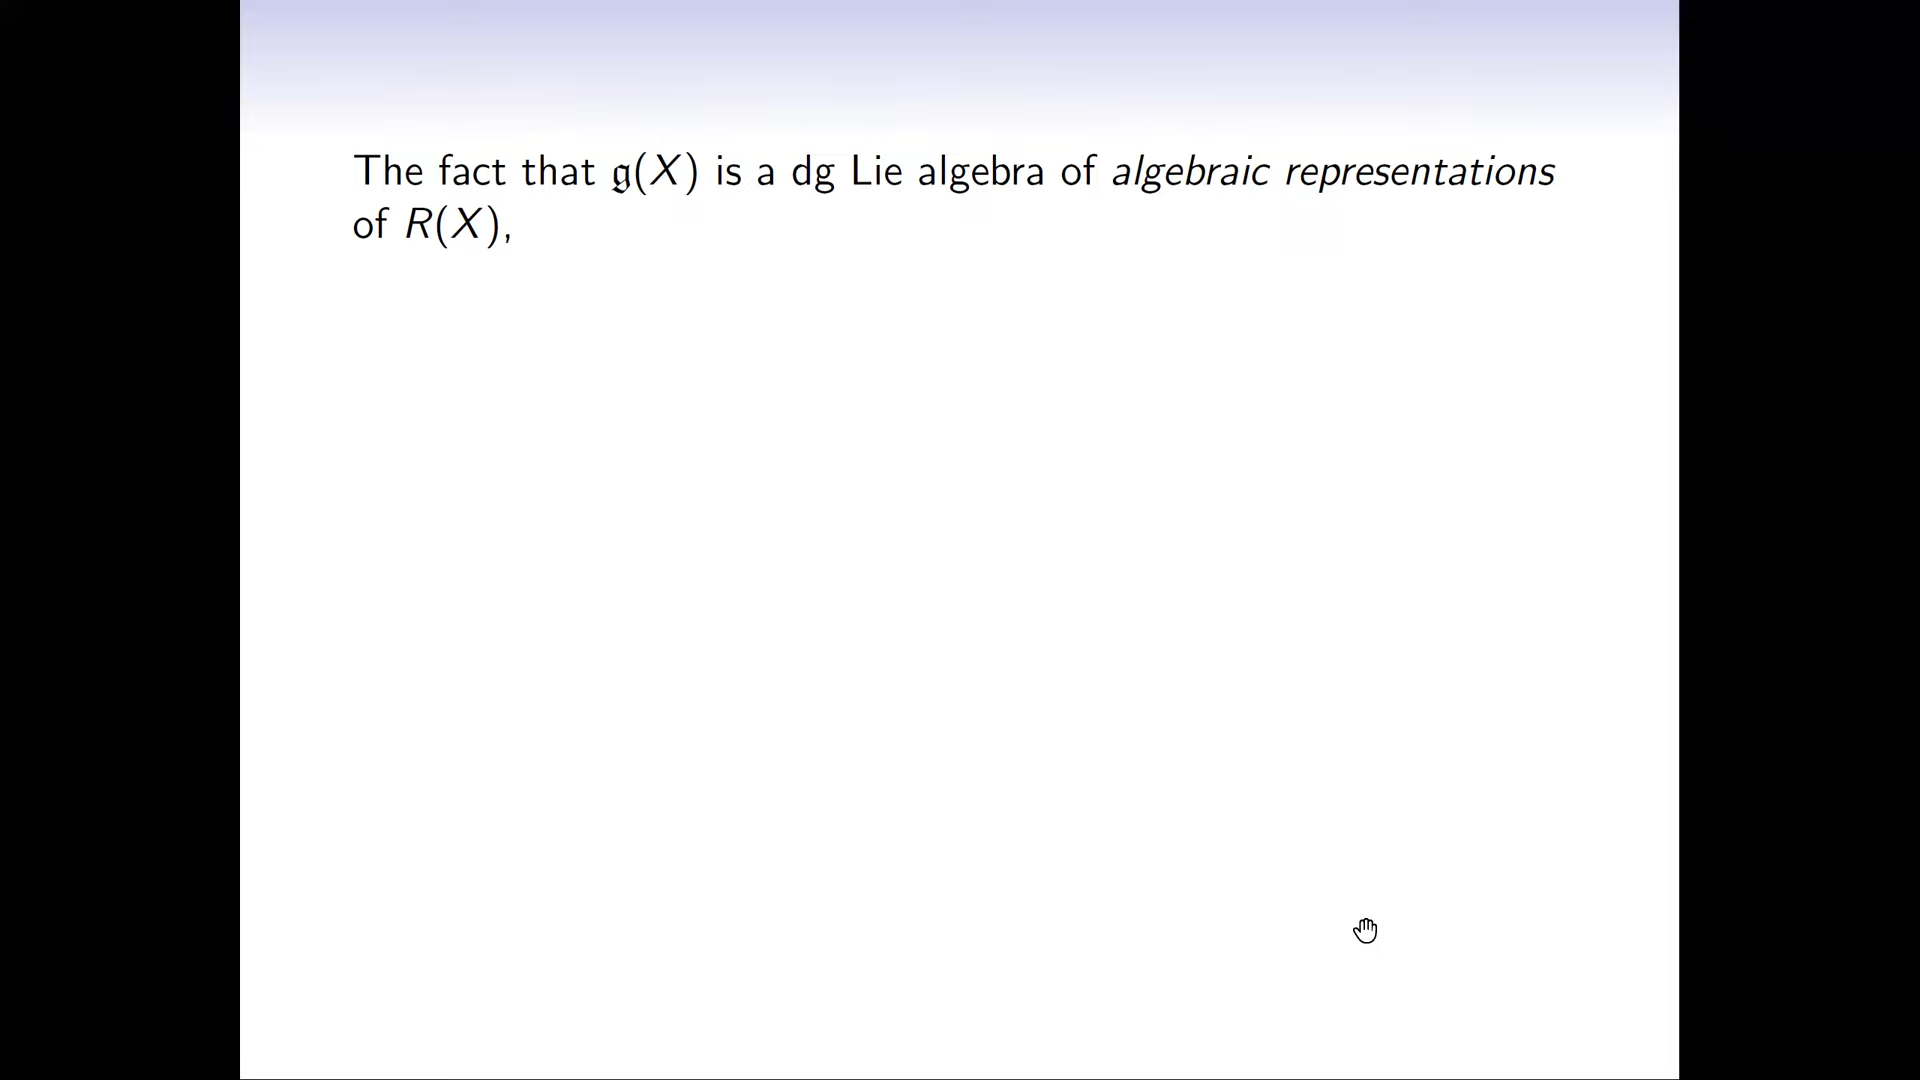 The fact that 𝔤(X) is a dg Lie algebra of algebraic representations
of R(X),